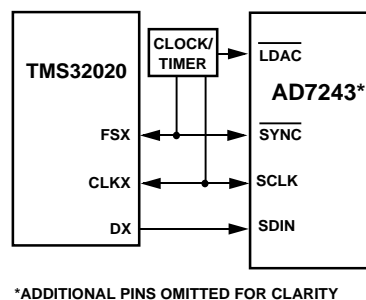 CLOCK/
TIMER
TMS32020
LDAC
AD7243*
FSX
SYNC
CLKX
SCLK
DX
SDIN
*ADDITIONAL PINS OMITTED FOR CLARITY